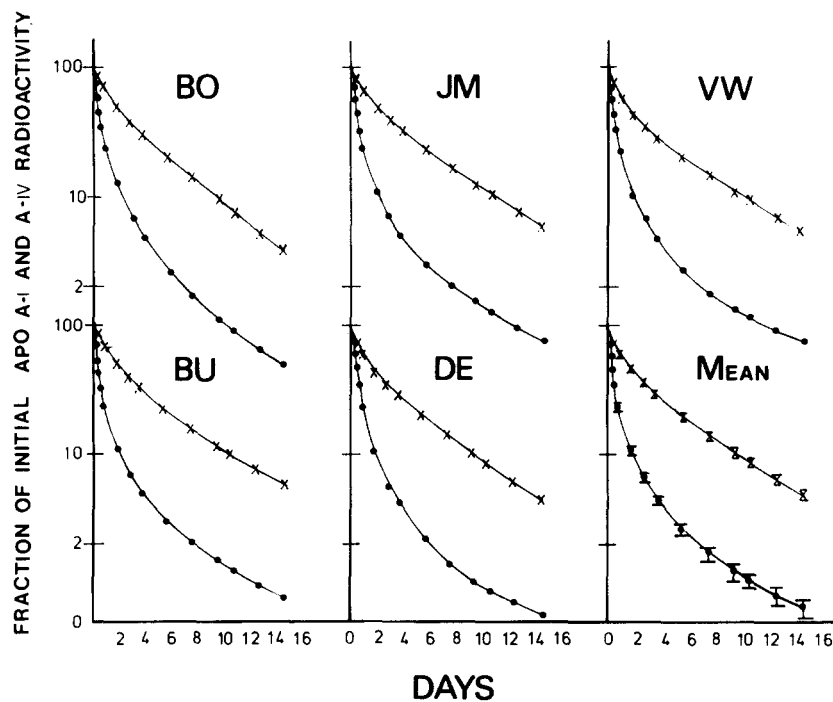 FRACTION OF INITIAL APO A-I AND A-IV RADIOACTIVITY
100
10
2
BO
JM
VW
100
10
2
0
BU
DE
MEAN
2 4 6 8 10 12 14 16
0 2 4 6 8 10 12 14 16
0 2 4 6 8 10 12 14 16
DAYS